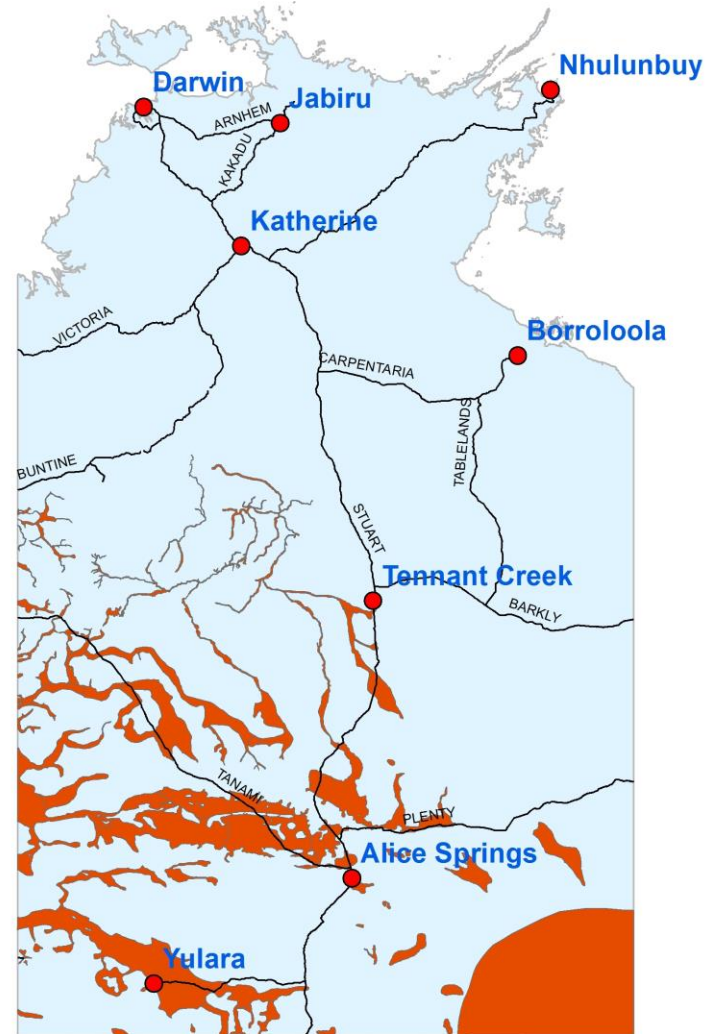 Nhulunbuy
Darwin
Jabiru
ARNHEM
KAKADU
Katherine
VICTORIA
Borroloola
CARPENTARIA
TABLELANDS
BUNTINE
STUART
Tennant Creek
BARKLY
TANAMI
PLENTY
Alice Springs
Yulara